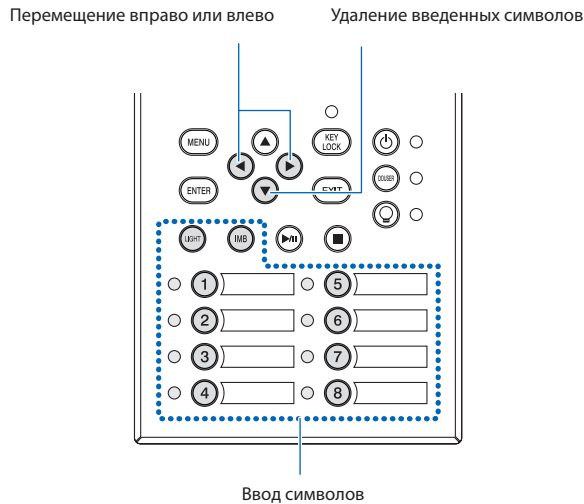 Перемещение вправо или влево
Удаление введенных символов
MENU
KEY LOCK
ENTER
EXIT
DOUSER
LIGHT
IMB
1
5
2
6
3
7
4
8
Ввод символов